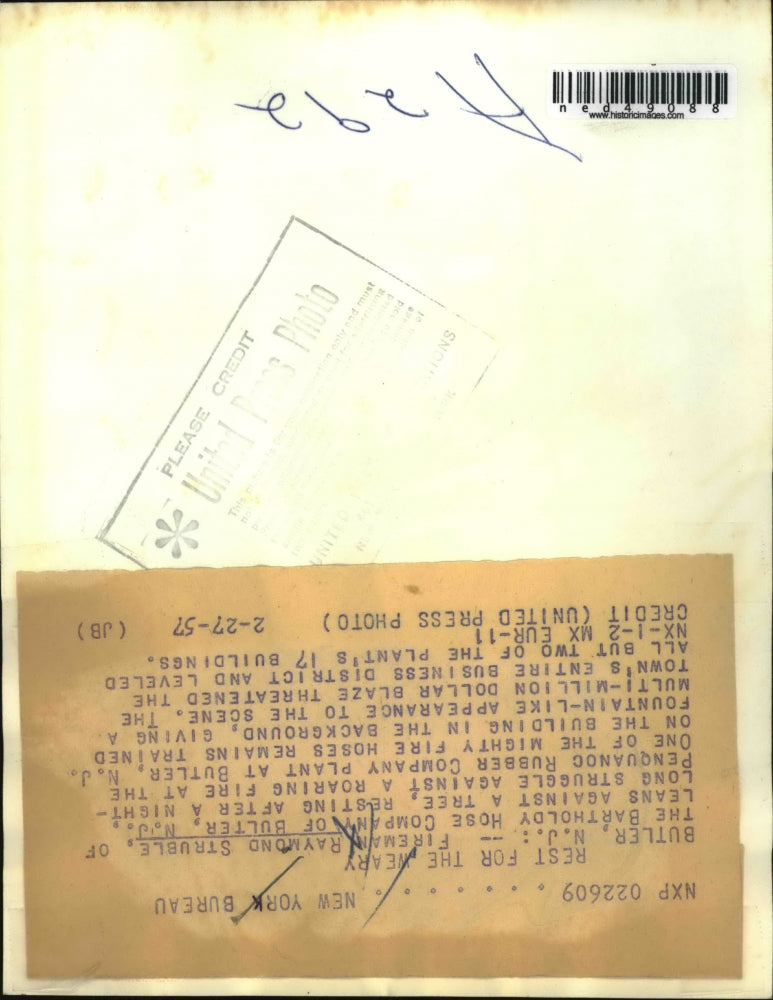 ned49088
www.historicimages.com
PLEASE CREDIT
United Press Photo
NXP 022609 . . . . . . . . NEW YORK BUREAU
REST FOR THE WEARY
BUTLER, N.J.: -- FIREMAN RAYMOND STRUBLE, OF
THE BARTHOLDY HOSE COMPANY OF BULTER, N.J.,
LEANS AGAINST A TREE, RESTING AFTER A NIGHT-
LONG STRUGGLE AGAINST A ROARING FIRE AT THE
PENQUANOC RUBBER COMPANY PLANT AT BUTLER, N.J.
ONE OF THE MIGHTY FIRE HOSES REMAINS TRAINED
ON THE BUILDING IN THE BACKGROUND, GIVING A
FOUNTAIN-LIKE APPEARANCE TO THE SCENE. THE
MULTI-MILLION DOLLAR BLAZE THREATENED THE
TOWN'S ENTIRE BUSINESS DISTRICT AND LEVELED
ALL BUT TWO OF THE PLANT'S 17 BUILDINGS.
NX-1-2 MX EUR-11
CREDIT (UNITED PRESS PHOTO) 2-27-57 (JB)